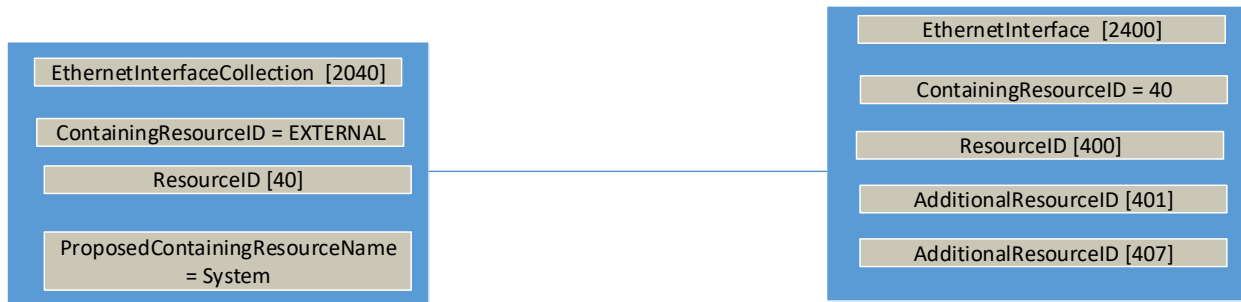 EthernetInterfaceCollection [2040]
ContainingResourceID = EXTERNAL
ResourceID [40]
ProposedContainingResourceName
= System
EthernetInterface [2400]
ContainingResourceID = 40
ResourceID [400]
AdditionalResourceID [401]
AdditionalResourceID [407]